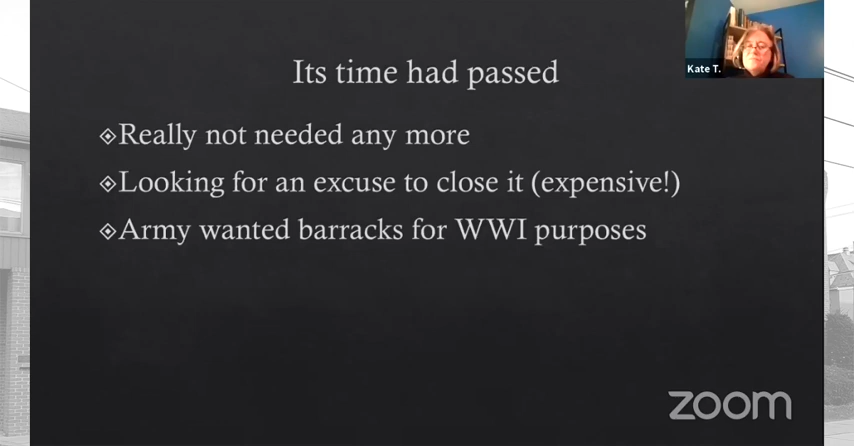 Kate T.
Its time had passed
Really not needed any more
Looking for an excuse to close it (expensive!)
Army wanted barracks for WWI purposes
zoom